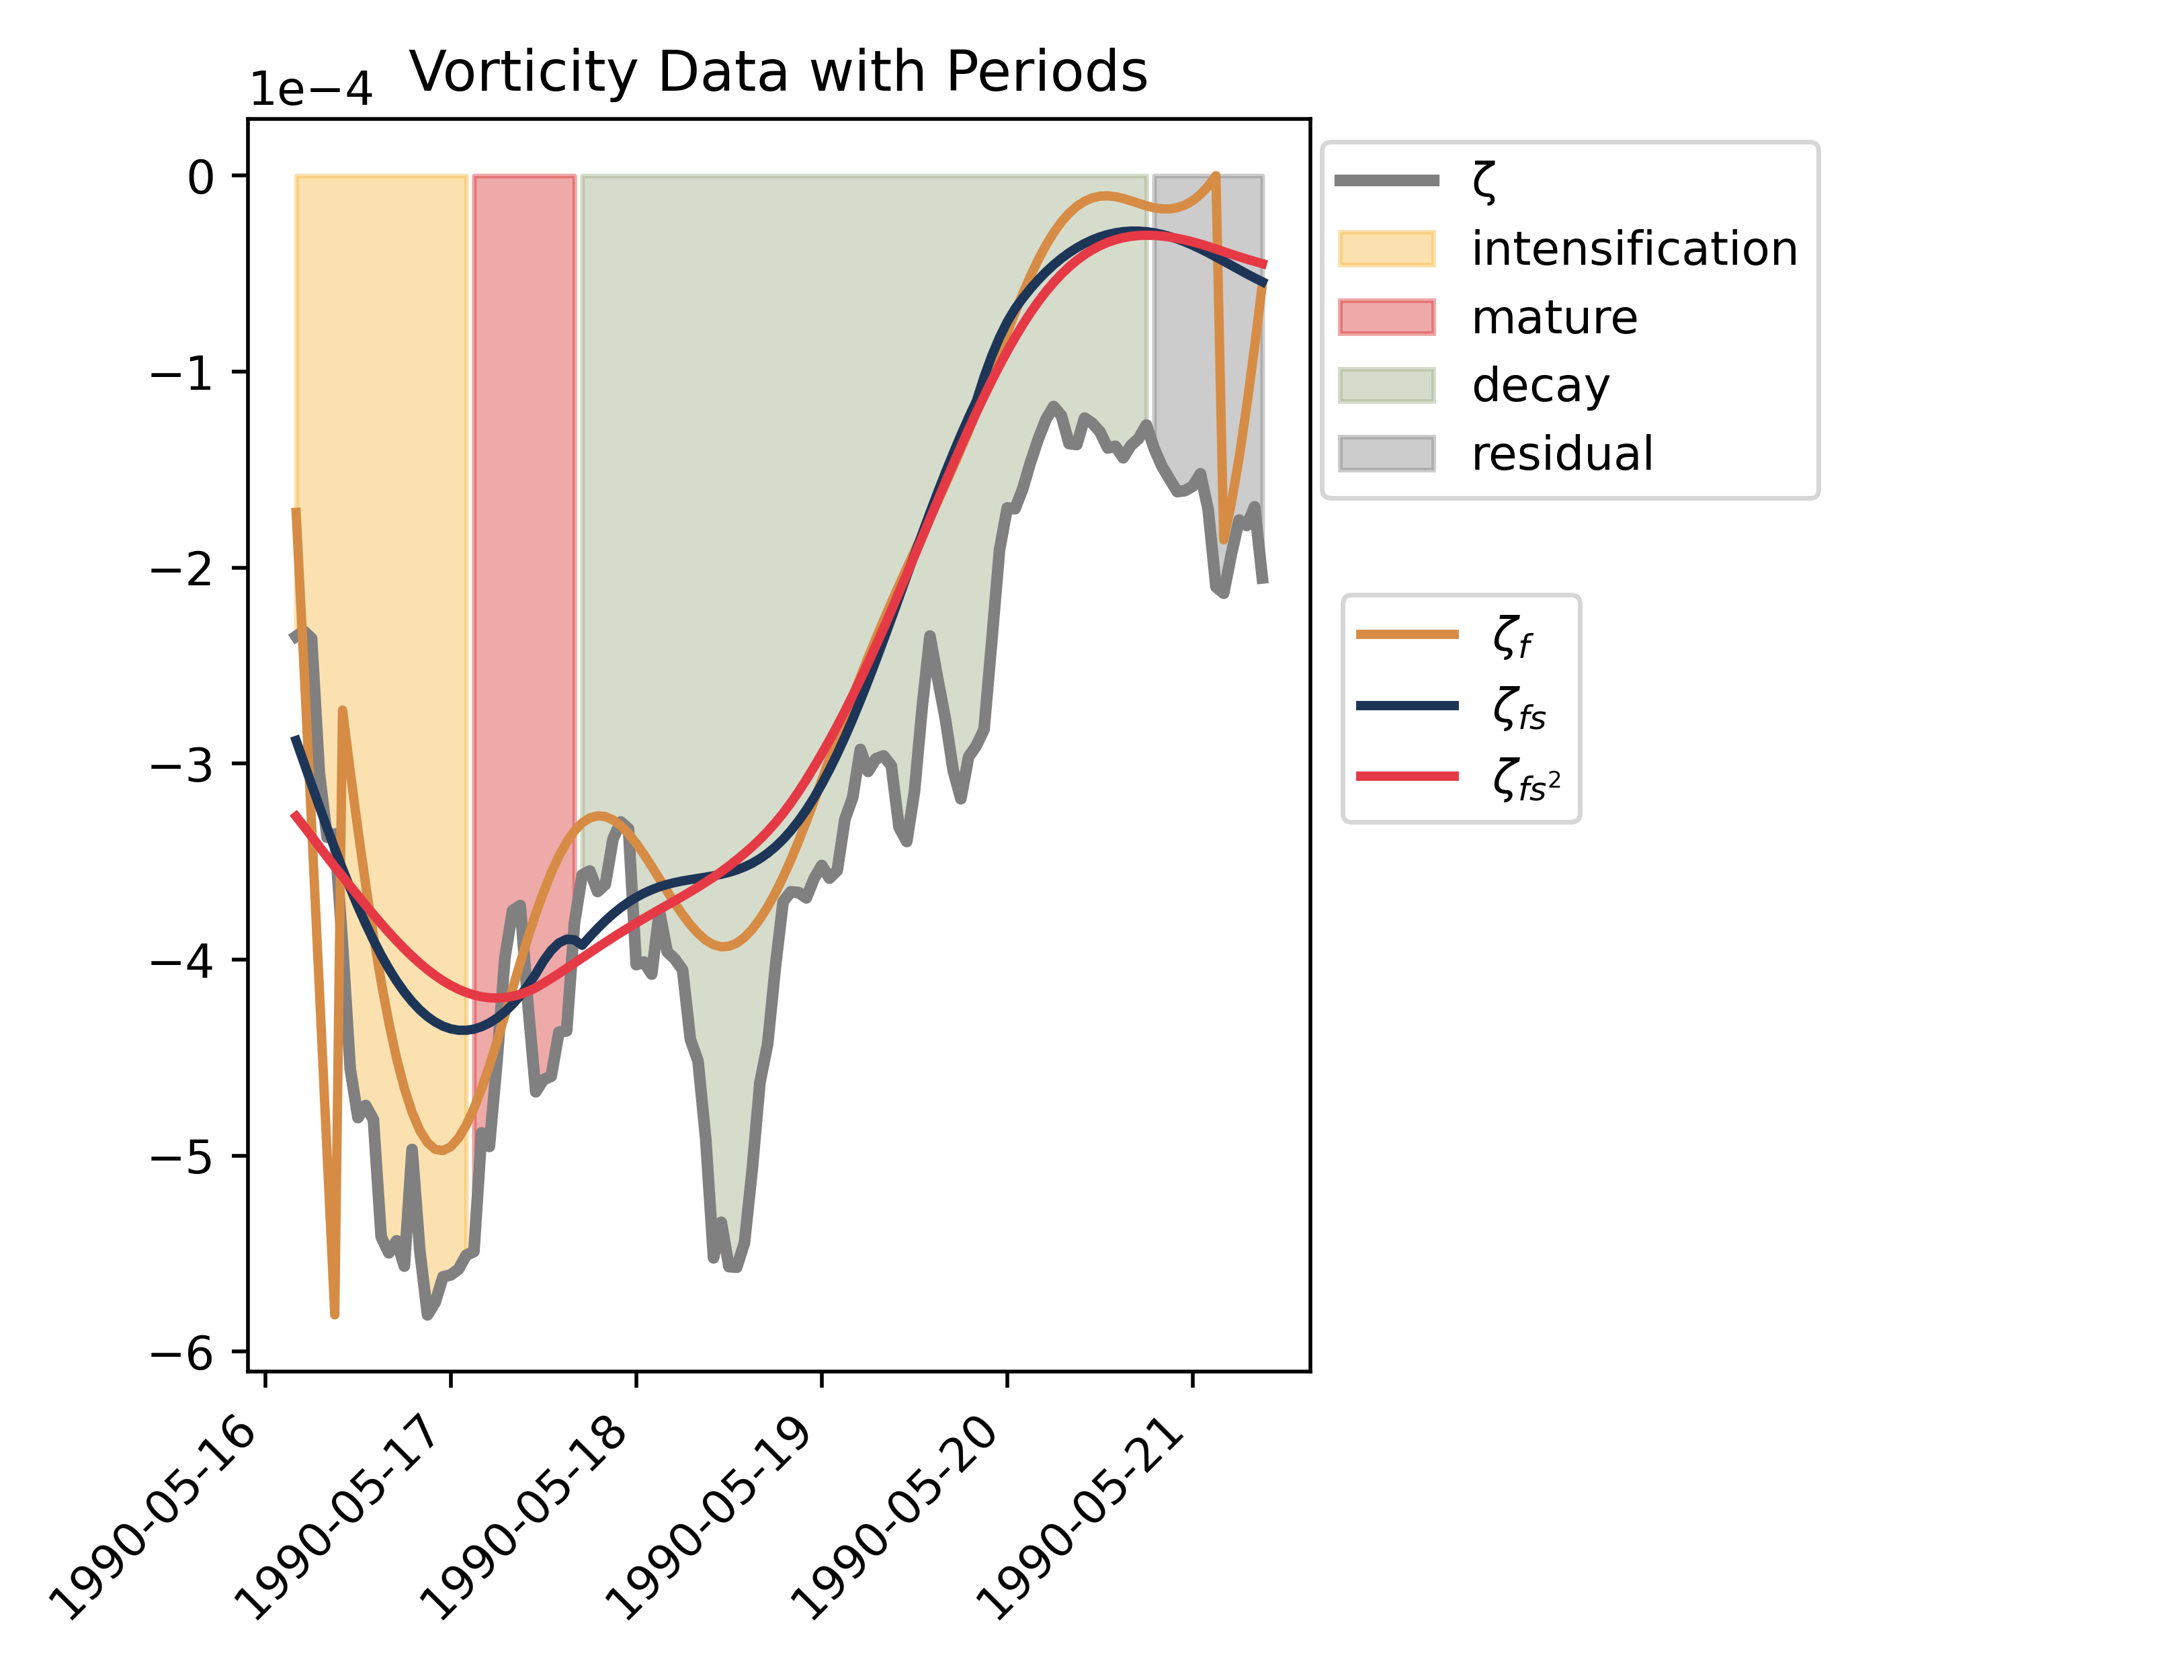 Vorticity Data with Periods
1e−4
0
−1
−2
−3
−4
−5
−6
1990-05-16
1990-05-17
1990-05-18
1990-05-19
1990-05-20
1990-05-21
ζ
intensification
mature
decay
residual
ζ_f
ζ_fs
ζ_fs²